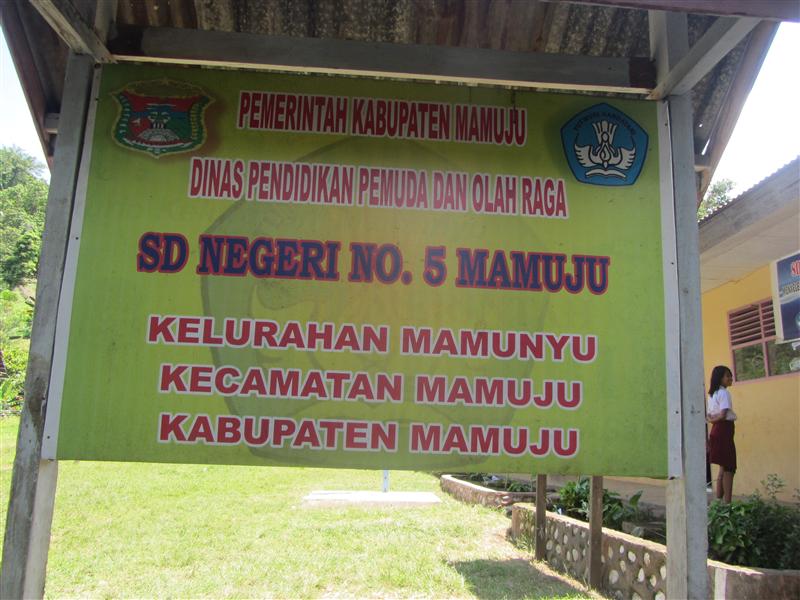 PEMERINTAH KABUPATEN MAMUJU
DINAS PENDIDIKAN PEMUDA DAN OLAH RAGA
SD NEGERI NO. 5 MAMUJU
KELURAHAN MAMUNYU
KECAMATAN MAMUJU
KABUPATEN MAMUJU